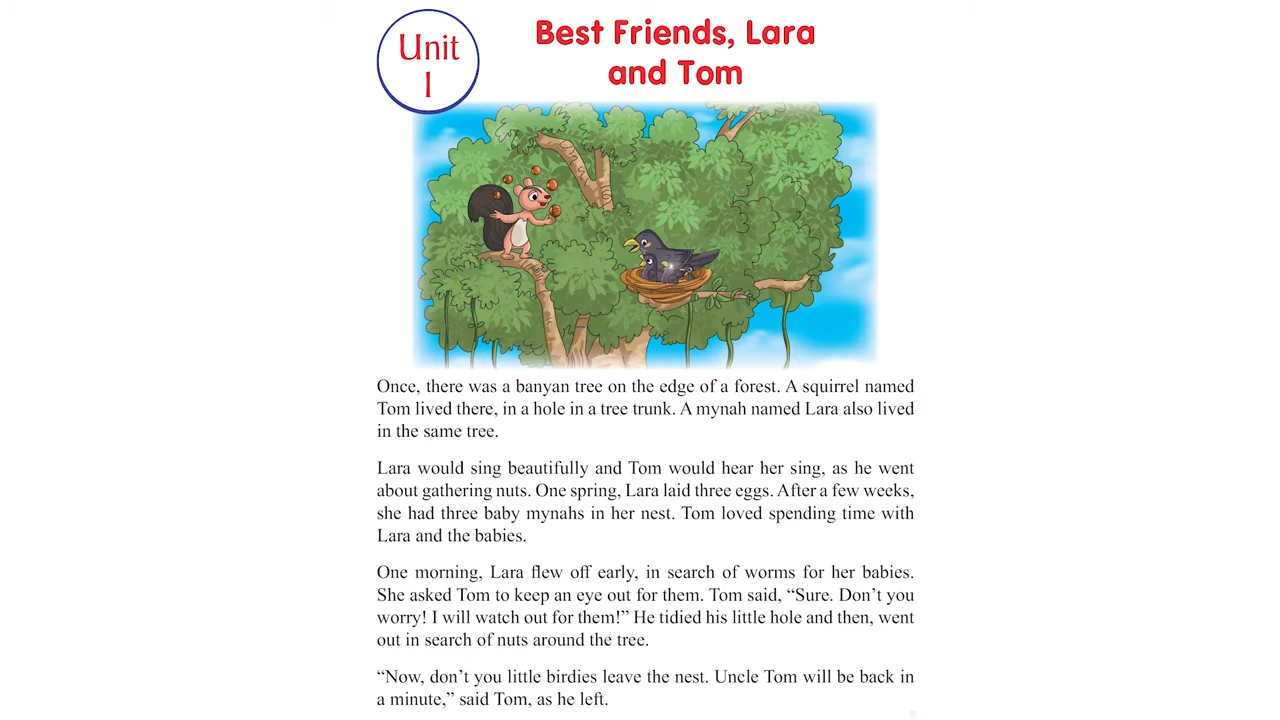 Unit
1
Best Friends, Lara
and Tom
Once, there was a banyan tree on the edge of a forest. A squirrel named
Tom lived there, in a hole in a tree trunk. A mynah named Lara also lived
in the same tree.
Lara would sing beautifully and Tom would hear her sing, as he went
about gathering nuts. One spring, Lara laid three eggs. After a few weeks,
she had three baby mynahs in her nest. Tom loved spending time with
Lara and the babies.
One morning, Lara flew off early, in search of worms for her babies.
She asked Tom to keep an eye out for them. Tom said, “Sure. Don’t you
worry! I will watch out for them!” He tidied his little hole and then, went
out in search of nuts around the tree.
“Now, don’t you little birdies leave the nest. Uncle Tom will be back in
a minute,” said Tom, as he left.